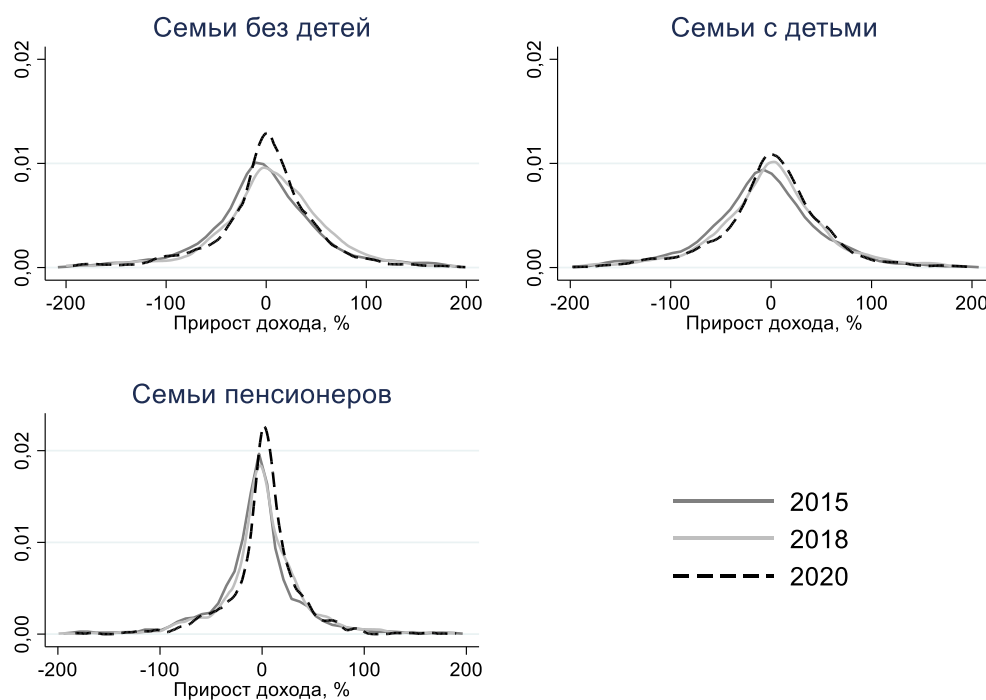 Семьи без детей
0,02
0,01
0,00
-200 -100 0 100 200
Прирост дохода, %
Семьи с детьми
0,02
0,01
0,00
-200 -100 0 100 200
Прирост дохода, %
Семьи пенсионеров
0,02
0,01
0,00
-200 -100 0 100 200
Прирост дохода, %
2015
2018
2020